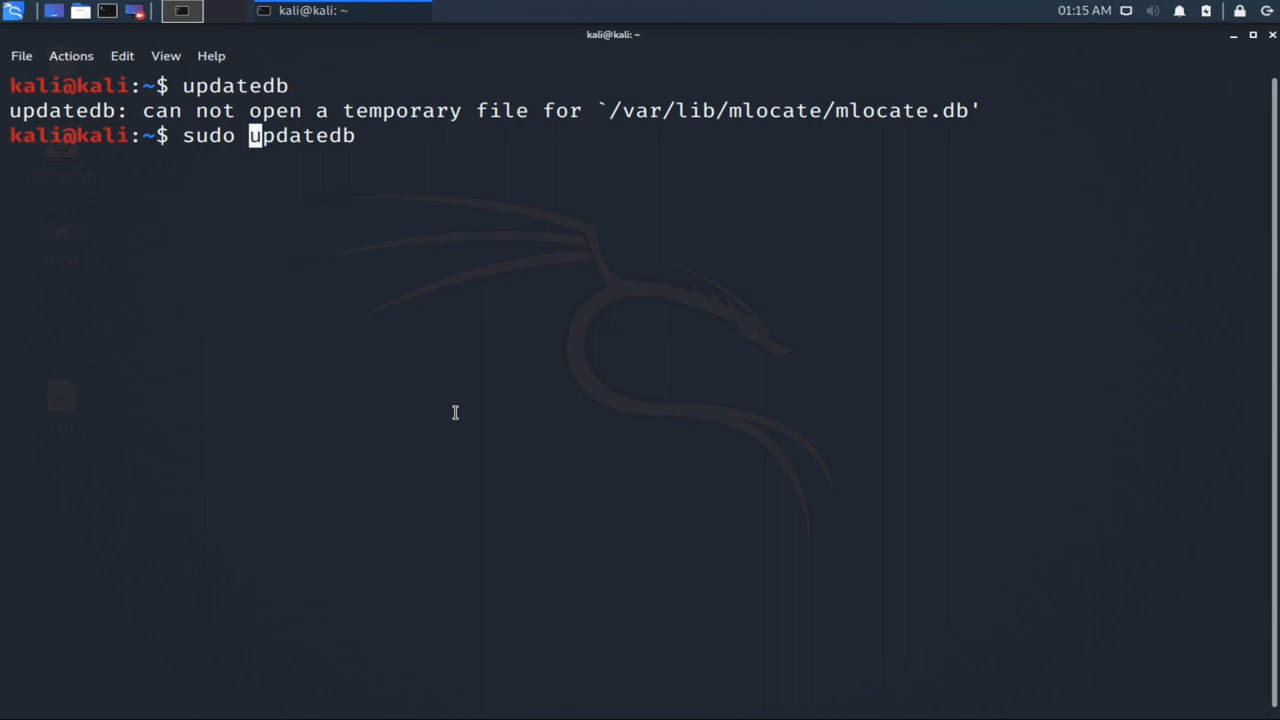 kali@kali: ~
01:15 AM
kali@kali: ~
File Actions Edit View Help
kali@kali:~$ updatedb
updatedb: can not open a temporary file for `/var/lib/mlocate/mlocate.db'
kali@kali:~$ sudo updatedb